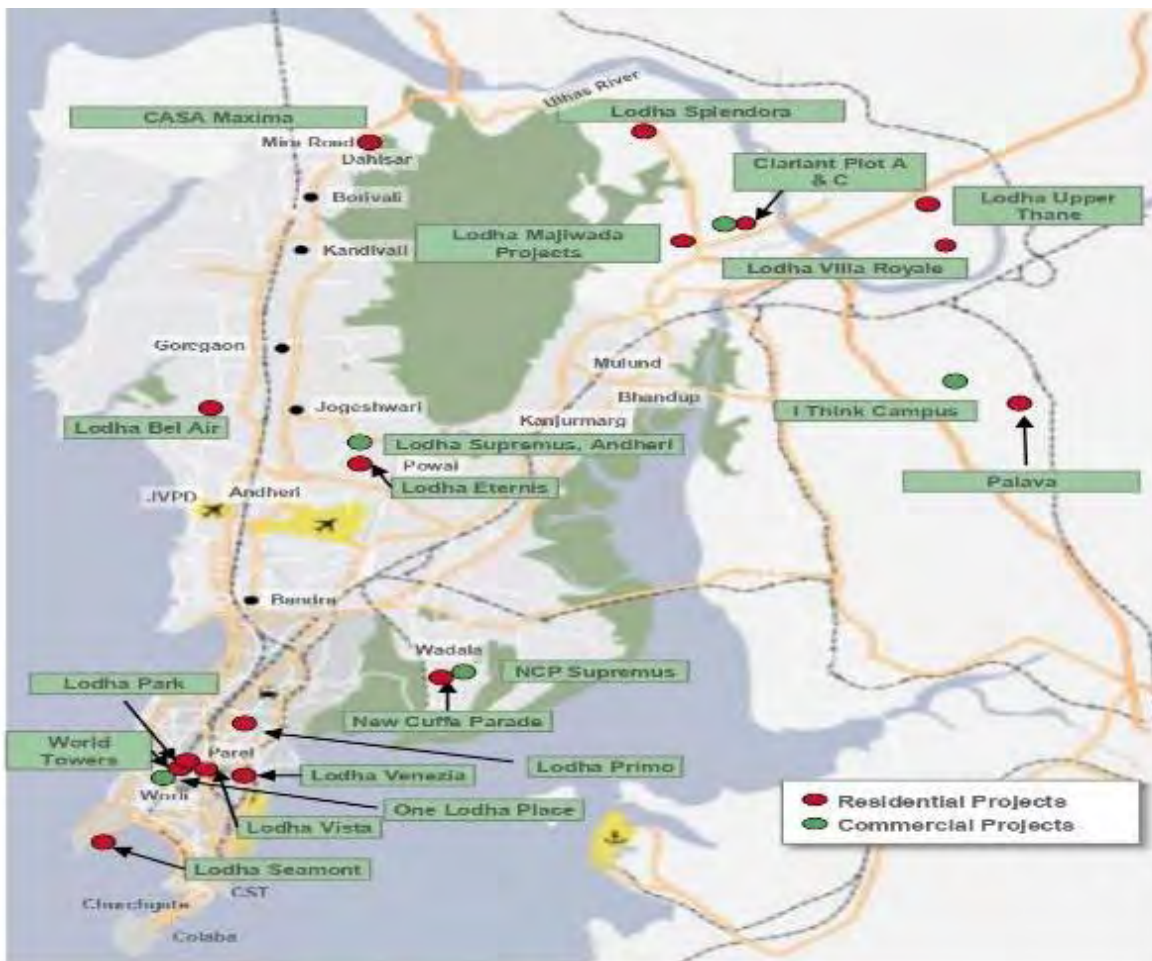 Ulhas River
CASA Maxima
Lodha Splendora
Mira Road
Dahisar
Clariant Plot A
& C
Borivali
Lodha Upper
Thane
Lodha Majiwada
Projects
Kandivali
Lodha Villa Royale
Goregaon
Mulund
Bhandup
I Think Campus
Jogeshwari
Kanjurmarg
Lodha Bel Air
Lodha Supremus, Andheri
Powai
Lodha Eternis
Palava
JVPD
Andheri
Bandra
Wadala
NCP Supremus
Lodha Park
New Cuffe Parade
World
Towers
Parel
Lodha Primo
Lodha Venezia
Worli
One Lodha Place
Lodha Vista
Residential Projects
Commercial Projects
Lodha Seamont
CST
Churchgate
Colaba